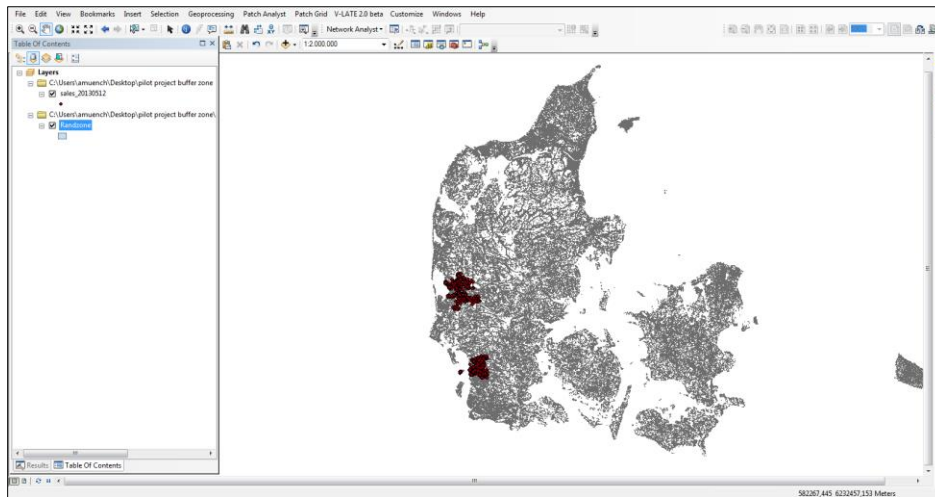 File Edit View Bookmarks Insert Selection Geoprocessing Patch Analyst Patch Grid V-LATE 2.0 beta Customize Windows Help
Network Analyst
Table Of Contents
1:2.000.000
Layers
C:\Users\amuench\Desktop\pilot project buffer zone
sales_20130512
C:\Users\amuench\Desktop\pilot project buffer zone\
Randzone
Results Table Of Contents
582267,445 6232457,153 Meters